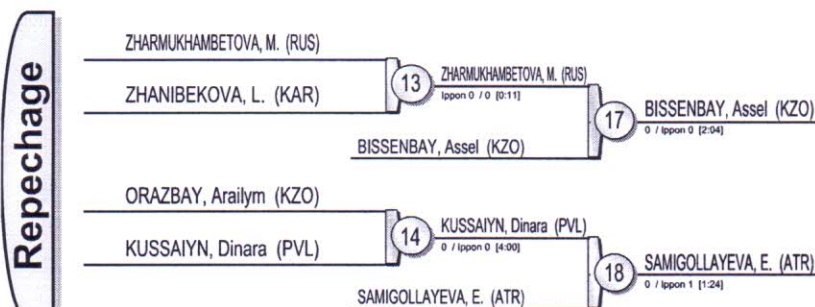 Repechage
ZHARMUKHAMBETOVA, M. (RUS)
ZHANIBEKOVA, L. (KAR)
13
ZHARMUKHAMBETOVA, M. (RUS)
Ippon 0 / 0 [0:11]
BISSENBAY, Assel (KZO)
17
BISSENBAY, Assel (KZO)
0 / Ippon 0 [2:04]
ORAZBAY, Arailym (KZO)
KUSSAIYN, Dinara (PVL)
14
KUSSAIYN, Dinara (PVL)
0 / Ippon 0 [4:00]
SAMIGOLLAYEVA, E. (ATR)
18
SAMIGOLLAYEVA, E. (ATR)
0 / Ippon 1 [1:24]